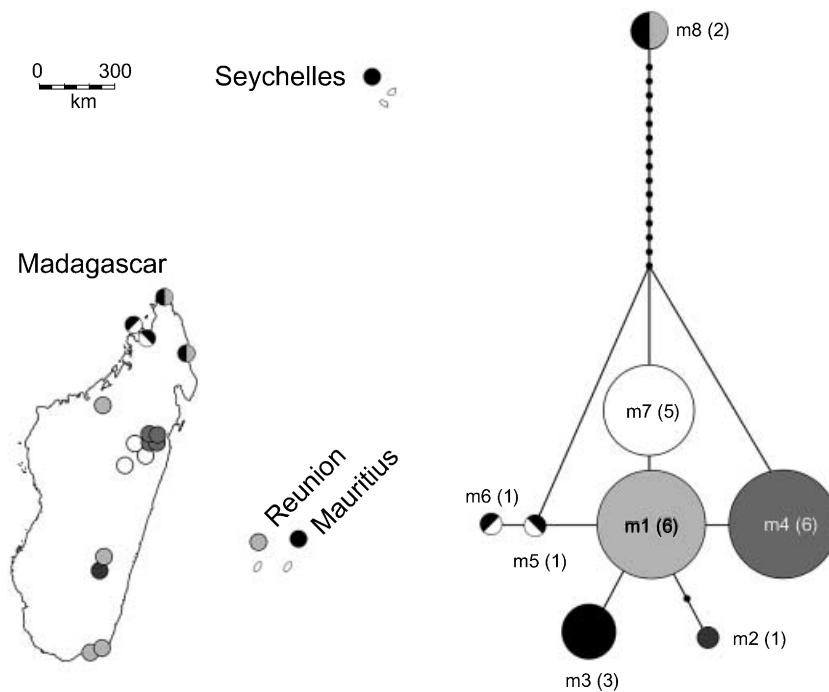 0 300
km
Seychelles
Madagascar
Reunion
Mauritius
m8 (2)
m7 (5)
m6 (1)
m5 (1)
m1 (6)
m4 (6)
m3 (3)
m2 (1)